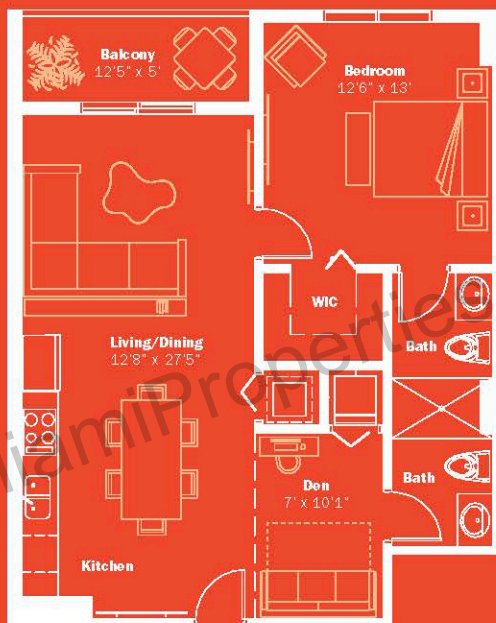 Balcony
12'5" x 5'
Bedroom
12'6" x 13'
WIC
Living/Dining
12'8" x 27'5"
Bath
Den
7' x 10'1"
Bath
Kitchen
MiamiProperties